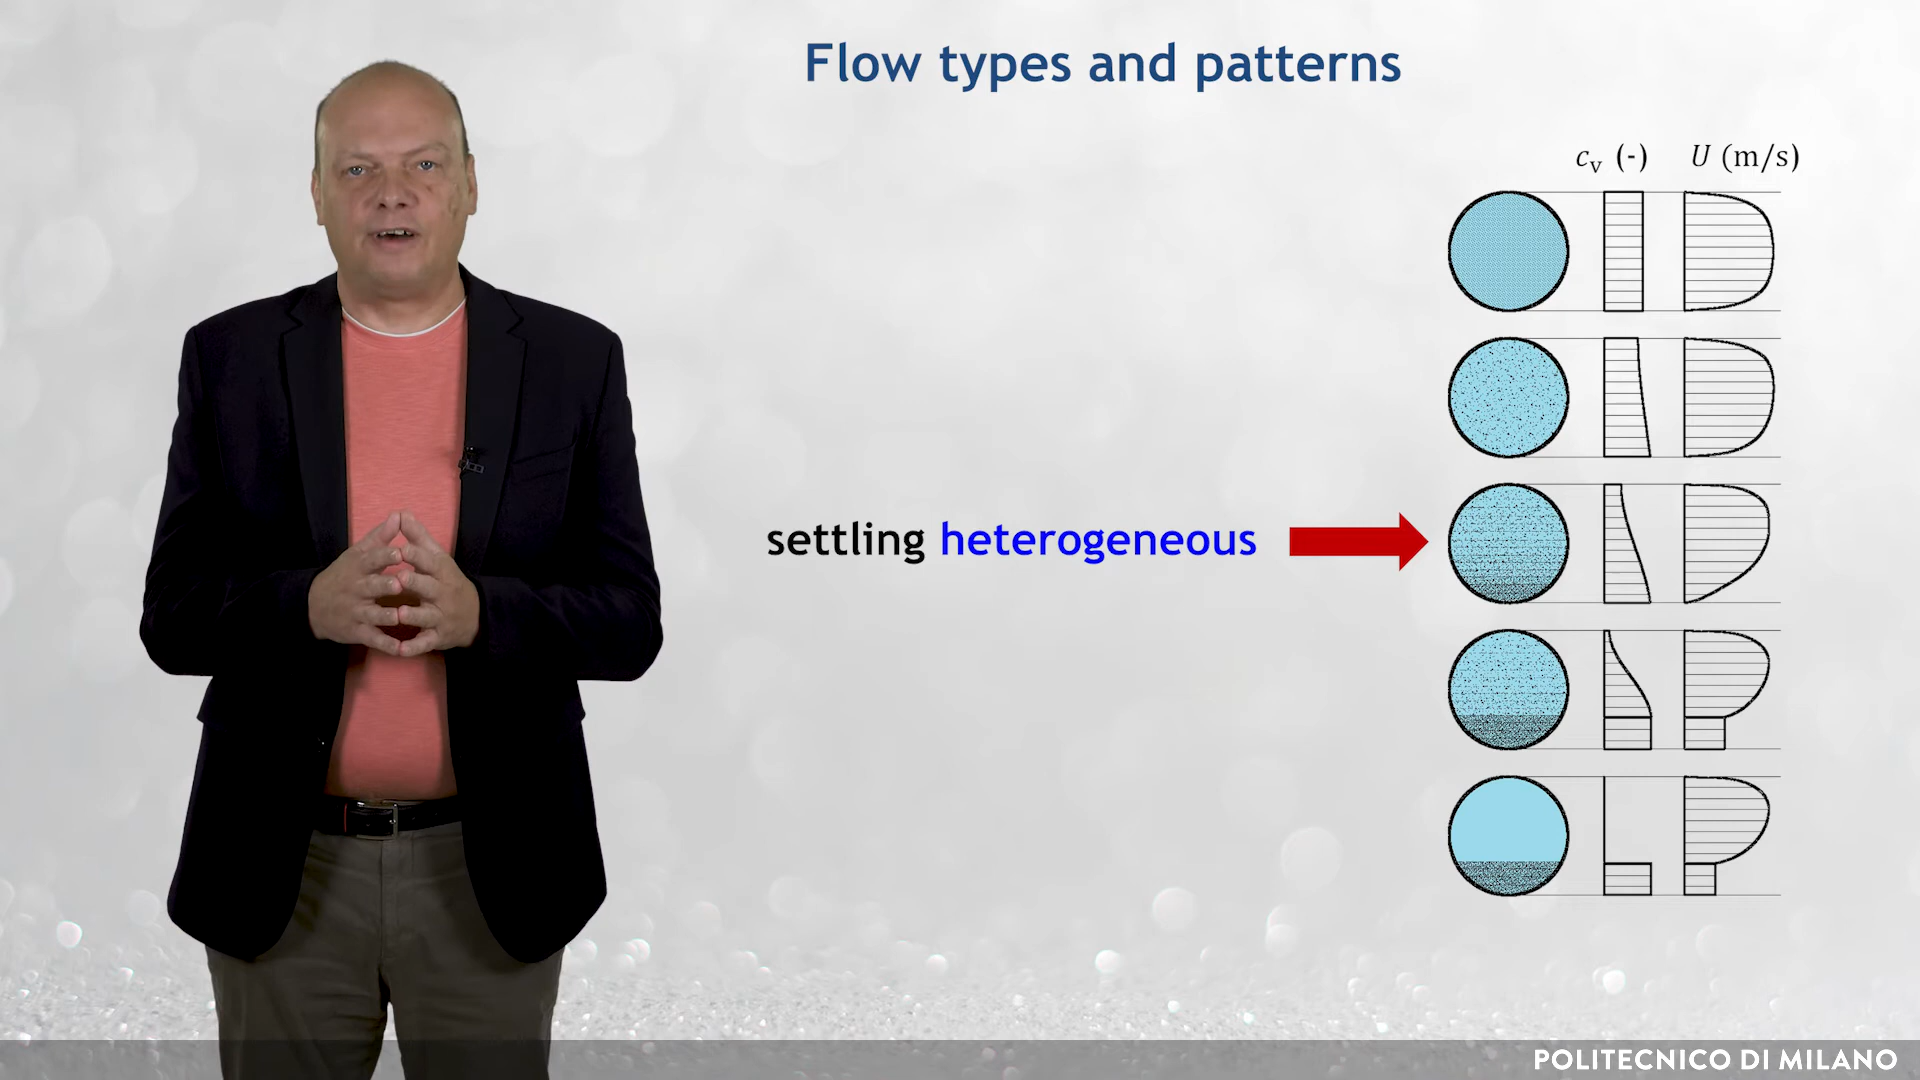 Flow types and patterns
c_v (-) U (m/s)
settling heterogeneous
POLITECNICO DI MILANO